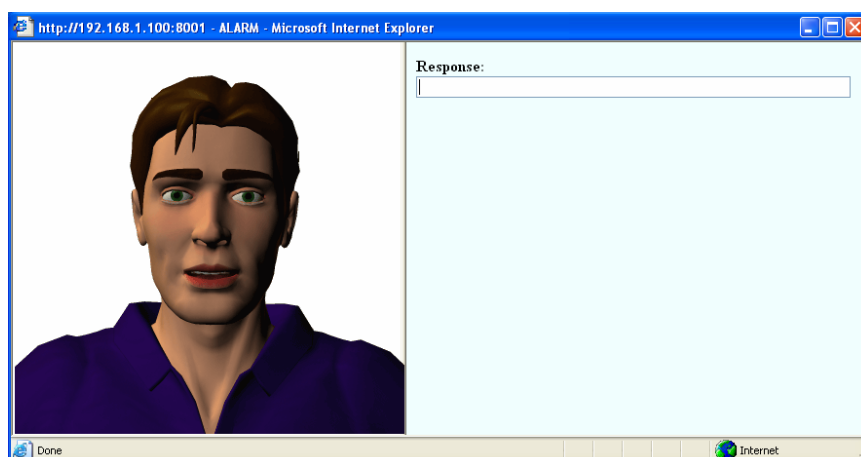 http://192.168.1.100:8001 - ALARM - Microsoft Internet Explorer
Response:
Done
Internet